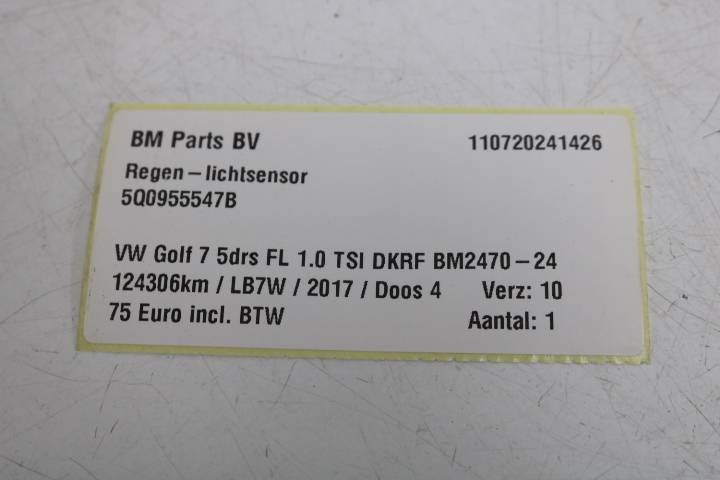 BM Parts BV 110720241426
Regen-lichtsensor
5Q0955547B
VW Golf 7 5drs FL 1.0 TSI DKRF BM2470-24
124306km / LB7W / 2017 / Doos 4 Verz: 10
75 Euro incl. BTW Aantal: 1